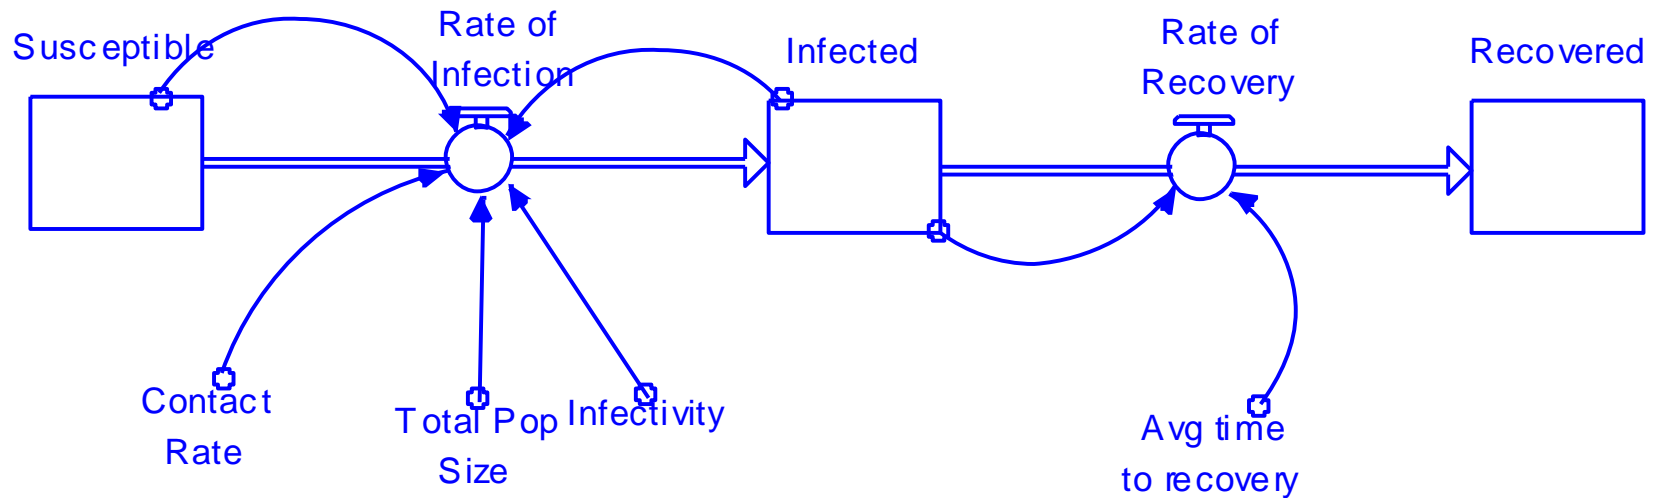 Susceptible
Rate of
Infection
Infected
Rate of
Recovery
Recovered
Contact
Rate
Total Pop
Size
Infectivity
Avg time
to recovery